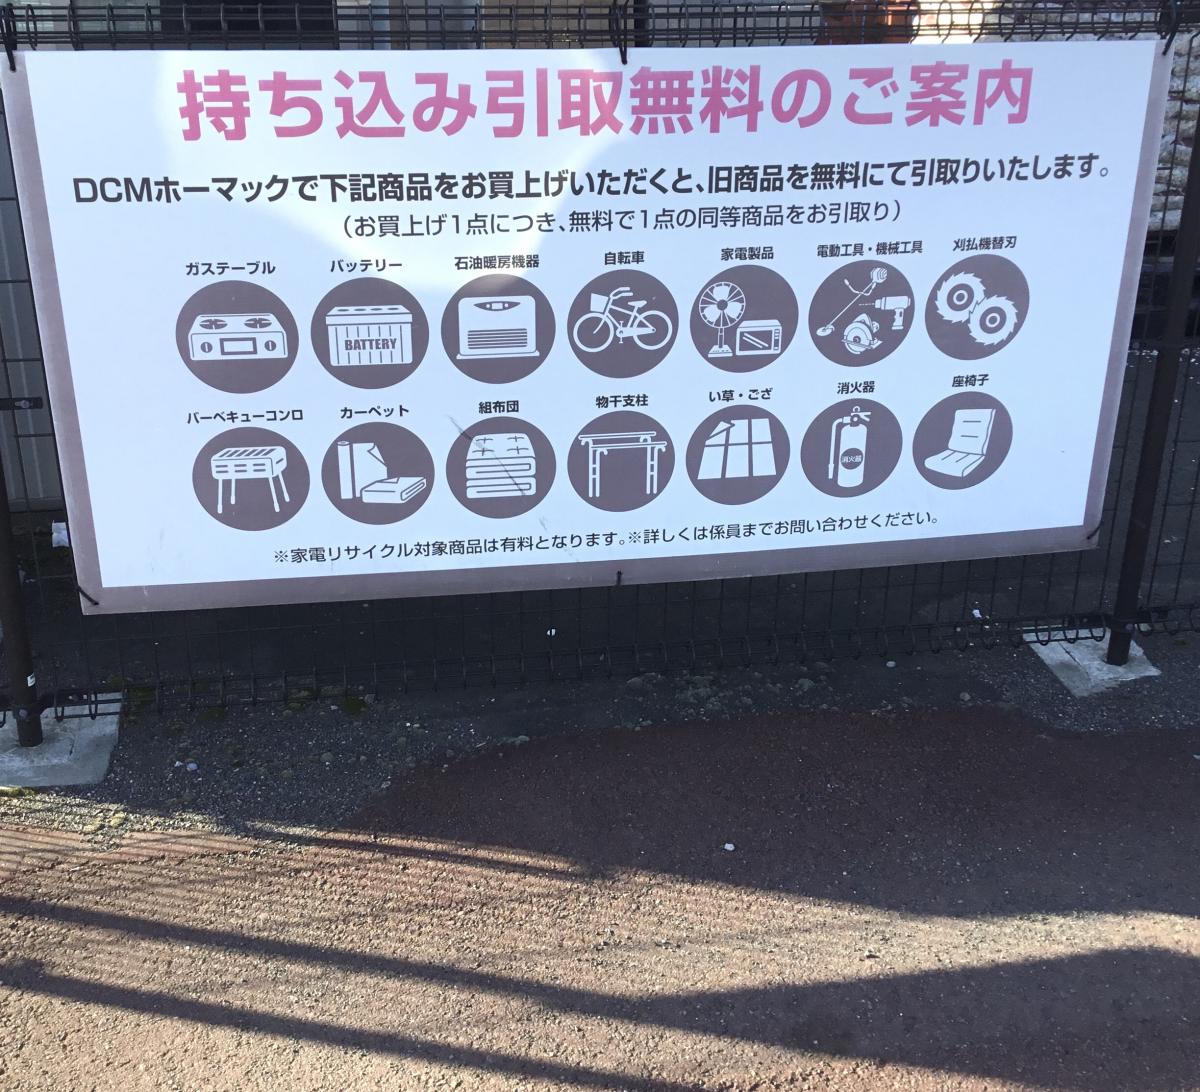 持ち込み引取無料のご案内
DCMホーマックで下記商品をお買上げいただくと、旧商品を無料にて引取りいたします。
（お買上げ1点につき、無料で1点の同等商品をお引取り）
ガステーブル バッテリー 石油暖房機器 自転車 家電製品 電動工具・機械工具 刈払機替刃
BATTERY
バーベキューコンロ カーペット 組布団 物干支柱 い草・ござ 消火器 座椅子
消火器
※家電リサイクル対象商品は有料となります。※詳しくは係員までお問い合わせください。